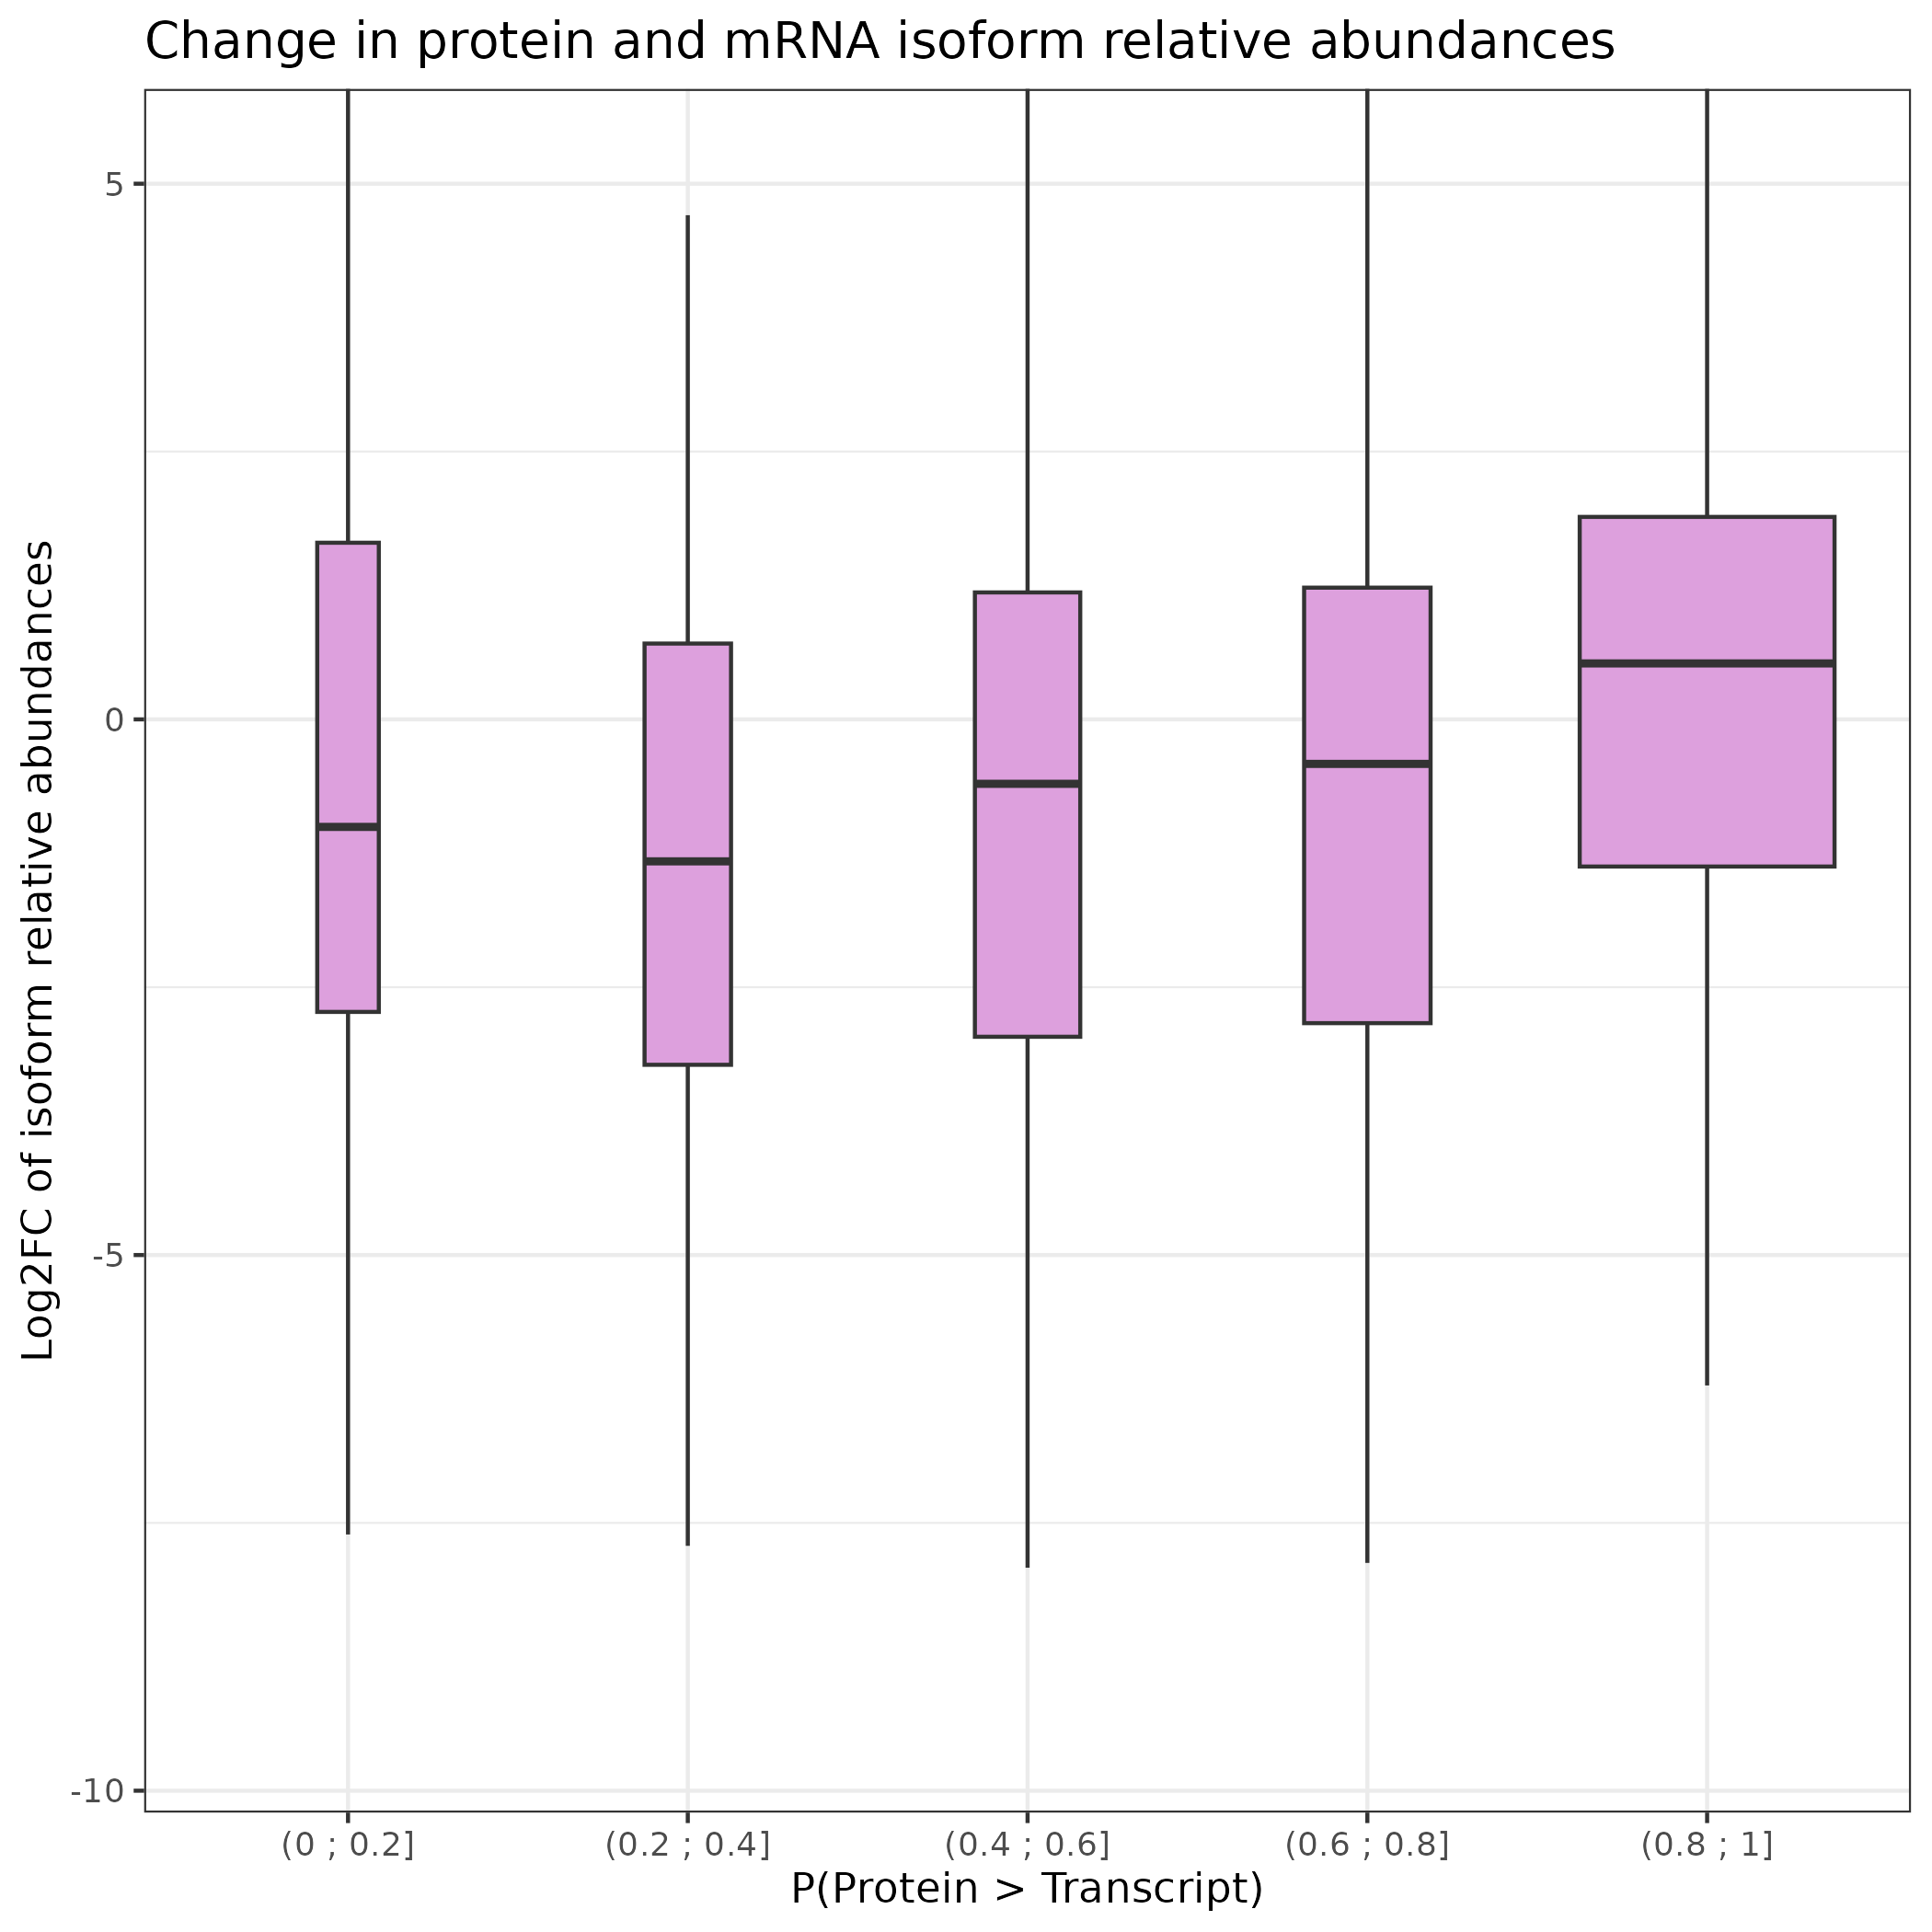 Change in protein and mRNA isoform relative abundances
Log2FC of isoform relative abundances
5
0
-5
-10
(0 ; 0.2]
(0.2 ; 0.4]
(0.4 ; 0.6]
(0.6 ; 0.8]
(0.8 ; 1]
P(Protein > Transcript)